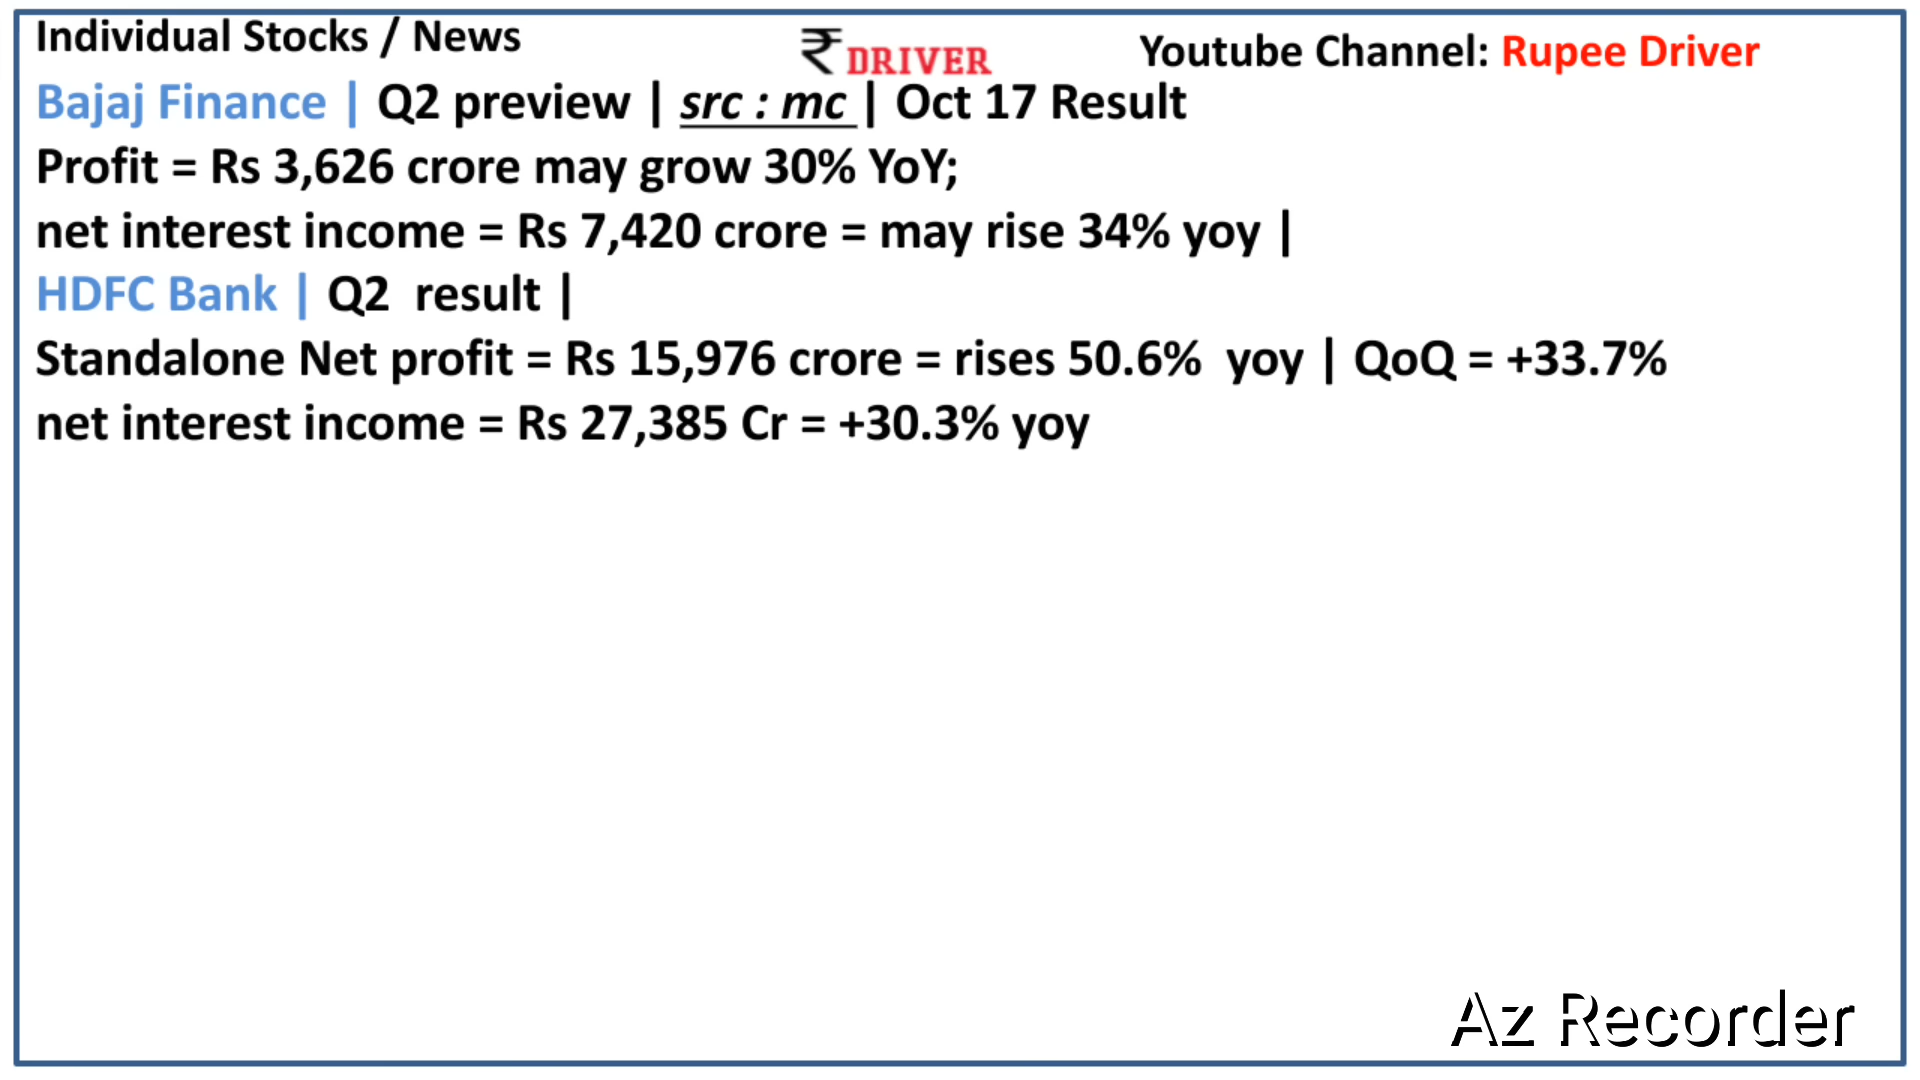 Individual Stocks / News
₹ DRIVER
Youtube Channel: Rupee Driver
Bajaj Finance | Q2 preview | src : mc | Oct 17 Result
Profit = Rs 3,626 crore may grow 30% YoY;
net interest income = Rs 7,420 crore = may rise 34% yoy |
HDFC Bank | Q2 result |
Standalone Net profit = Rs 15,976 crore = rises 50.6% yoy | QoQ = +33.7%
net interest income = Rs 27,385 Cr = +30.3% yoy
Az Recorder